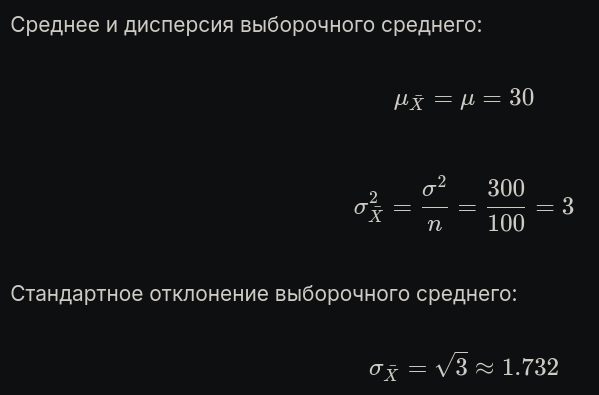 Среднее и дисперсия выборочного среднего:
μ_X̄ = μ = 30
σ²_X̄ = σ²/n = 300/100 = 3
Стандартное отклонение выборочного среднего:
σ_X̄ = √3 ≈ 1.732